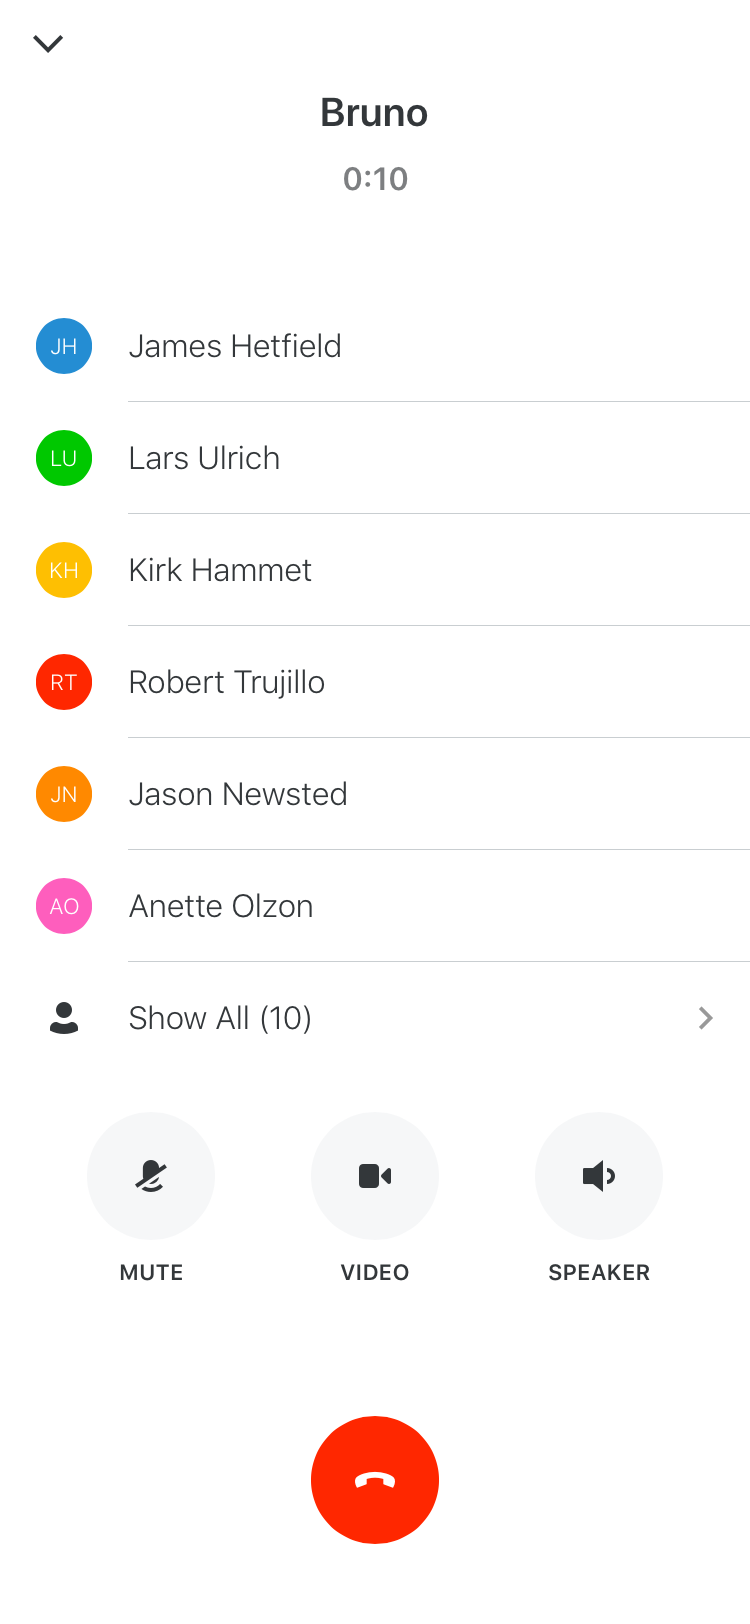 Bruno
0:10
JH James Hetfield
LU Lars Ulrich
KH Kirk Hammet
RT Robert Trujillo
JN Jason Newsted
AO Anette Olzon
Show All (10)
MUTE VIDEO SPEAKER